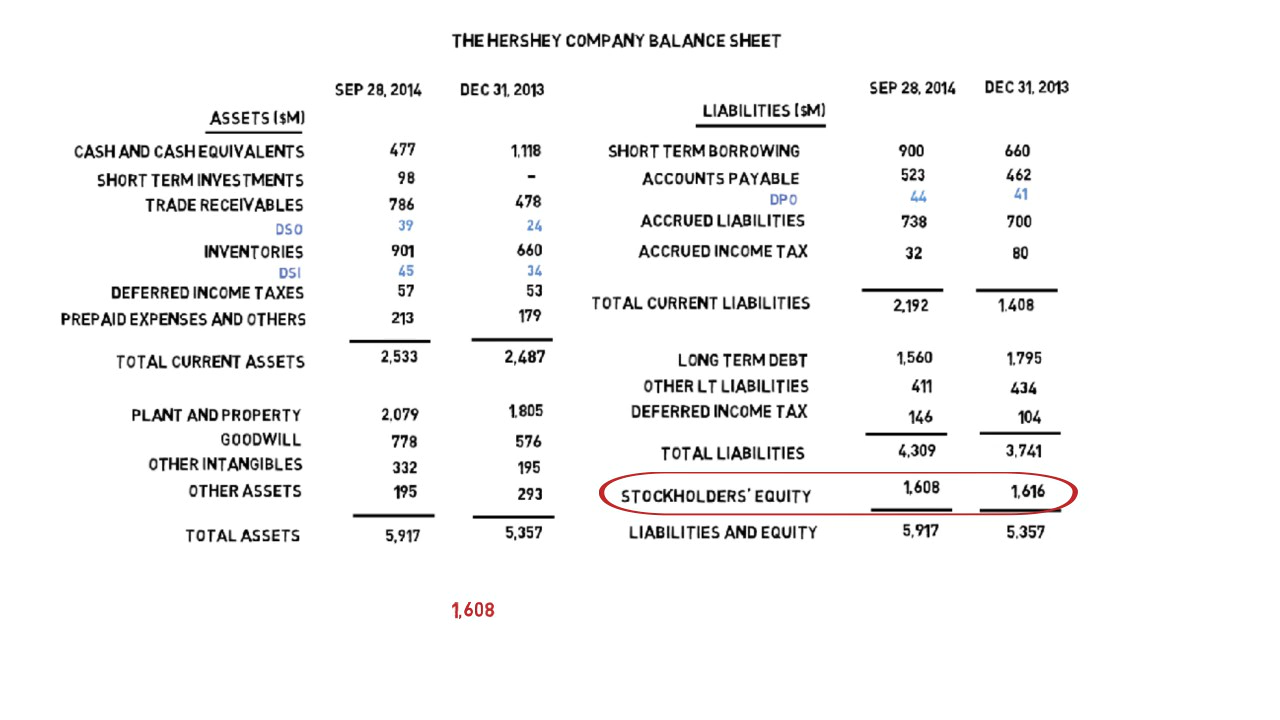 THE HERSHEY COMPANY BALANCE SHEET
SEP 28, 2014 DEC 31, 2013
ASSETS ($M)
CASH AND CASH EQUIVALENTS 477 1,118
SHORT TERM INVESTMENTS 98 –
TRADE RECEIVABLES 786 478
DSO 39 24
INVENTORIES 901 660
DSI 45 34
DEFERRED INCOME TAXES 57 53
PREPAID EXPENSES AND OTHERS 213 179
TOTAL CURRENT ASSETS 2,533 2,487
PLANT AND PROPERTY 2,079 1,805
GOODWILL 778 576
OTHER INTANGIBLES 332 195
OTHER ASSETS 195 293
TOTAL ASSETS 5,917 5,357
SEP 28, 2014 DEC 31, 2013
LIABILITIES ($M)
SHORT TERM BORROWING 900 660
ACCOUNTS PAYABLE 523 462
DPO 44 41
ACCRUED LIABILITIES 738 700
ACCRUED INCOME TAX 32 80
TOTAL CURRENT LIABILITIES 2,192 1.408
LONG TERM DEBT 1,560 1,795
OTHER LT LIABILITIES 411 434
DEFERRED INCOME TAX 146 104
TOTAL LIABILITIES 4,309 3,741
STOCKHOLDERS' EQUITY 1,608 1,616
LIABILITIES AND EQUITY 5,917 5.357
1,608